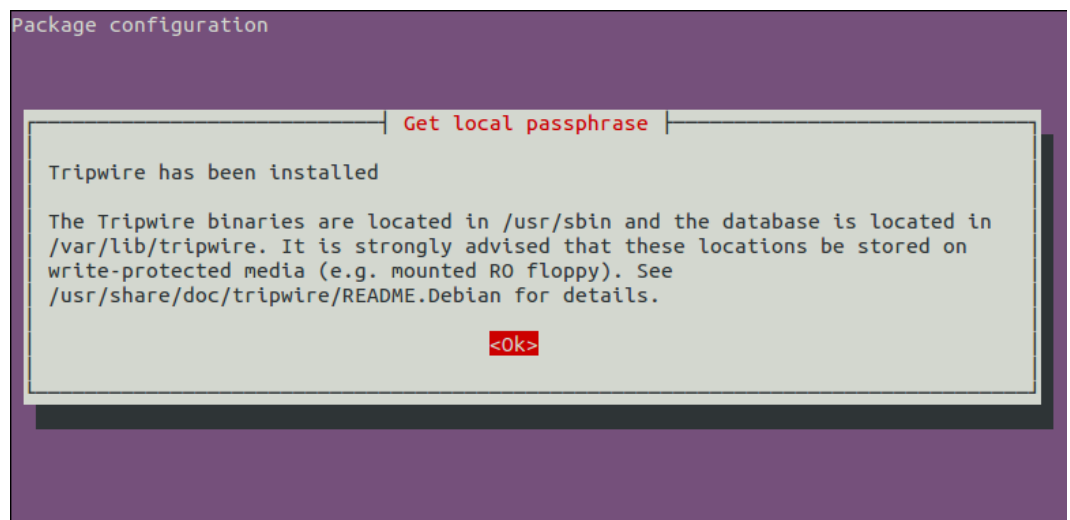 Package configuration
Get local passphrase
Tripwire has been installed
The Tripwire binaries are located in /usr/sbin and the database is located in
/var/lib/tripwire. It is strongly advised that these locations be stored on
write-protected media (e.g. mounted RO floppy). See
/usr/share/doc/tripwire/README.Debian for details.
<Ok>